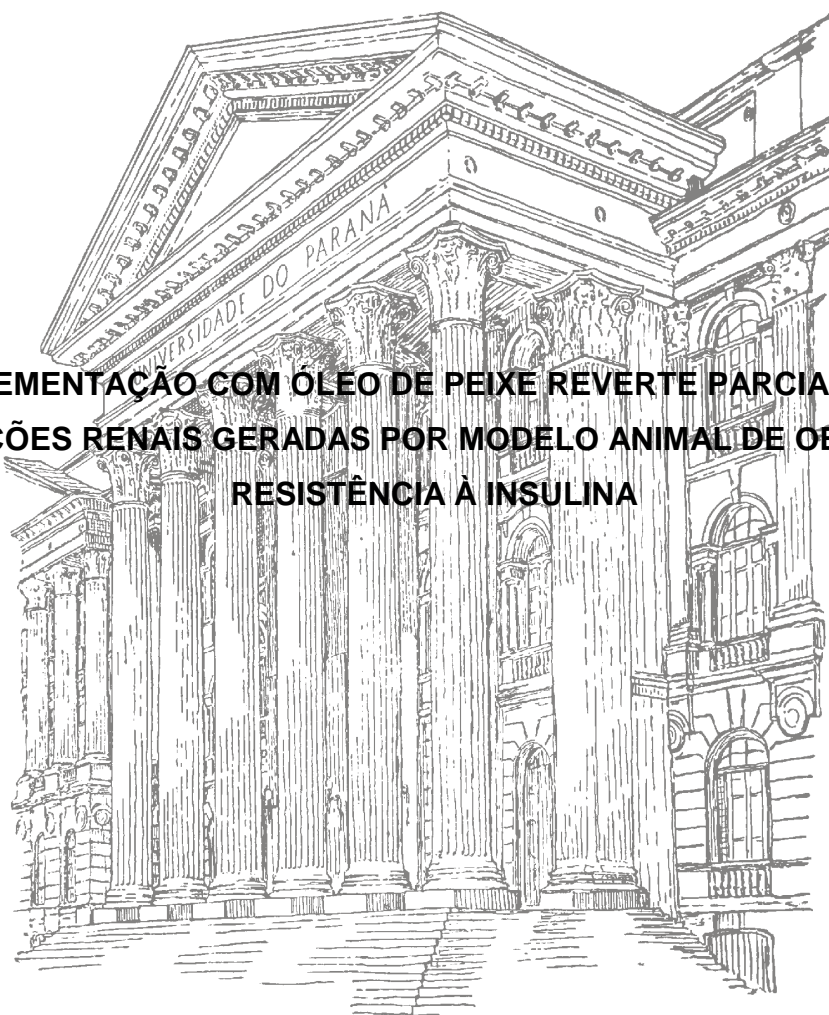 UNIVERSIDADE DO PARANÁ
EMENTAÇÃO COM ÓLEO DE PEIXE REVERTE PARCIA
ÇÕES RENAIS GERADAS POR MODELO ANIMAL DE OB
RESISTÊNCIA À INSULINA